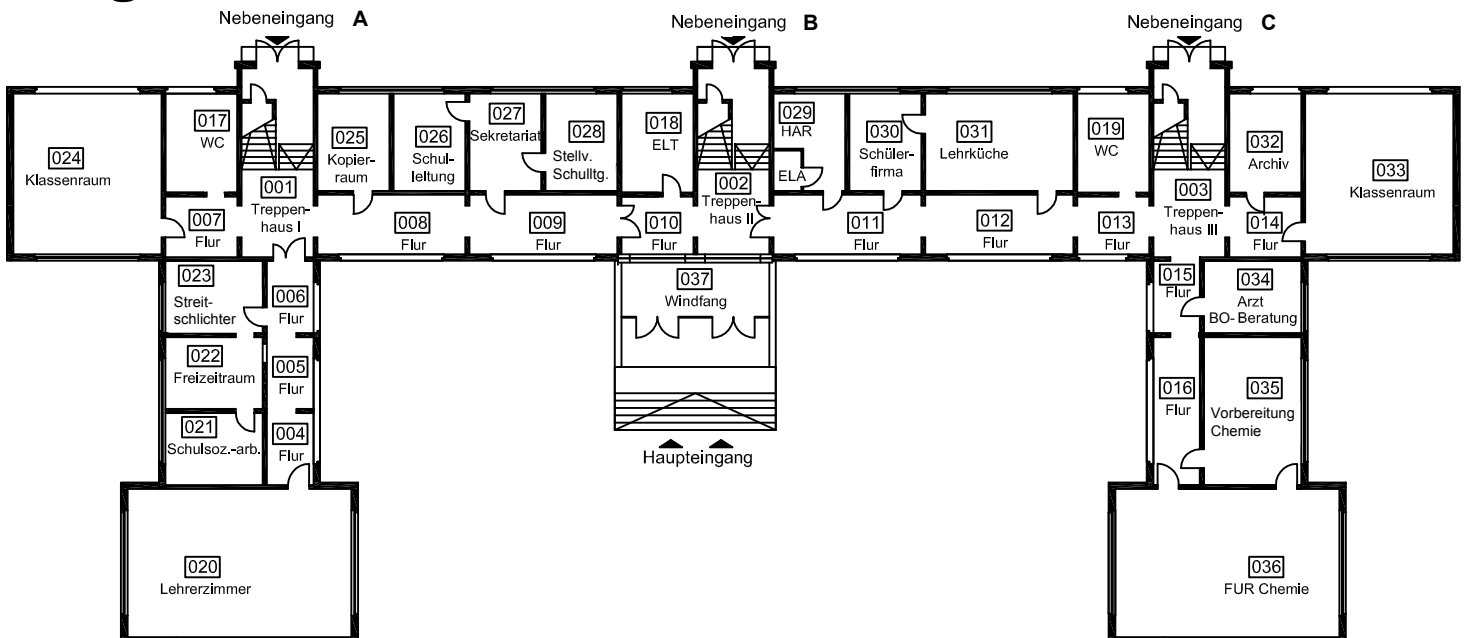 Nebeneingang A
Nebeneingang B
Nebeneingang C
024
Klassenraum
017
WC
001
Treppen-
haus I
025
Kopier-
raum
026
Schul-
leitung
027
Sekretariat
028
Stellv.
Schulltg.
018
ELT
002
Treppen-
haus II
029
HAR
ELA
030
Schüler-
firma
031
Lehrküche
019
WC
003
Treppen-
haus III
032
Archiv
033
Klassenraum
007
Flur
008
Flur
009
Flur
010
Flur
011
Flur
012
Flur
013
Flur
014
Flur
023
Streit-
schlichter
006
Flur
037
Windfang
015
Flur
034
Arzt
BO- Beratung
022
Freizeitraum
005
Flur
016
Flur
035
Vorbereitung
Chemie
021
Schulsoz.-arb.
004
Flur
Haupteingang
020
Lehrerzimmer
036
FUR Chemie